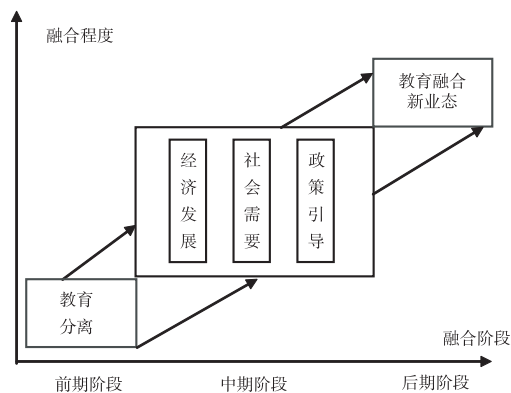 融合程度
教育融合
新业态
经济发展
社会需要
政策引导
教育
分离
融合阶段
前期阶段
中期阶段
后期阶段